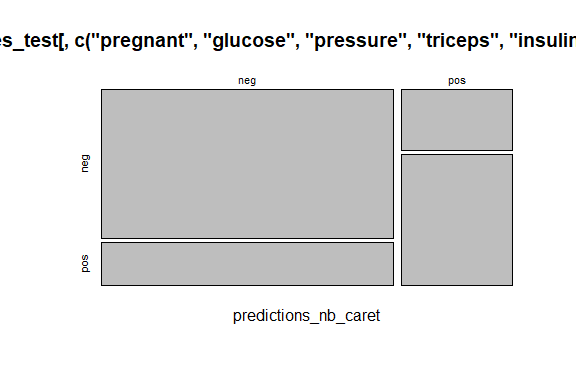 es_test[, c("pregnant", "glucose", "pressure", "triceps", "insulin
neg pos
neg
pos
predictions_nb_caret